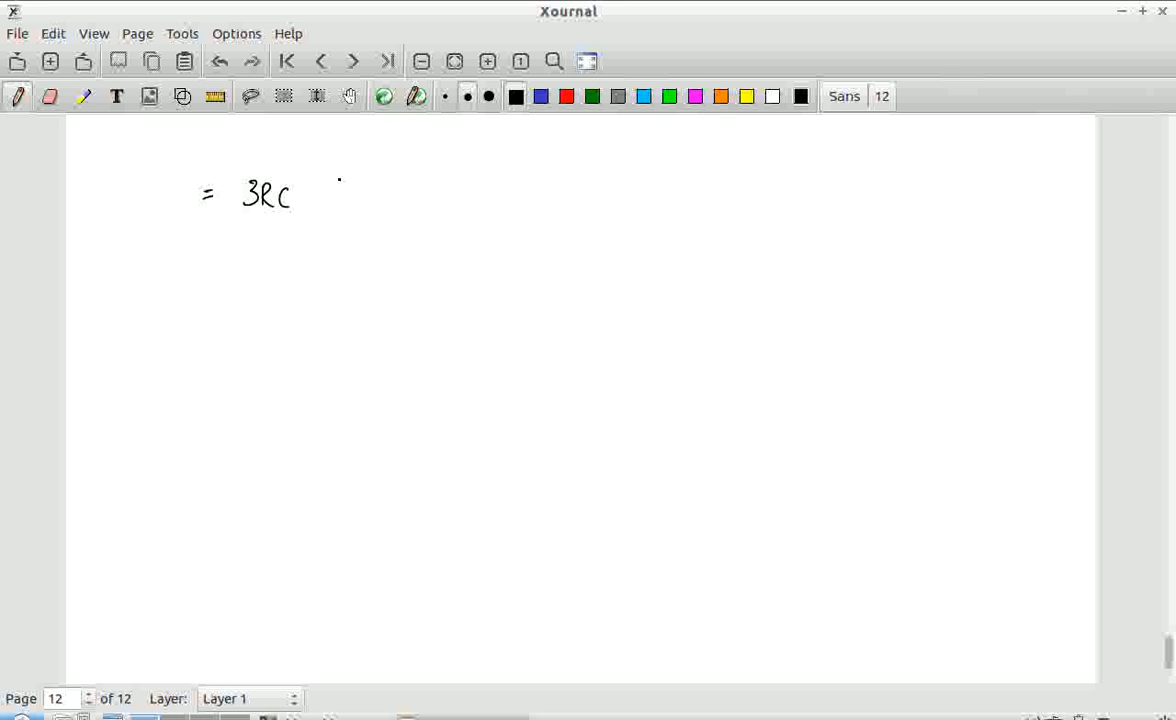 Xournal
File Edit View Page Tools Options Help
Sans 12
= 3RC
Page 12 of 12 Layer: Layer 1